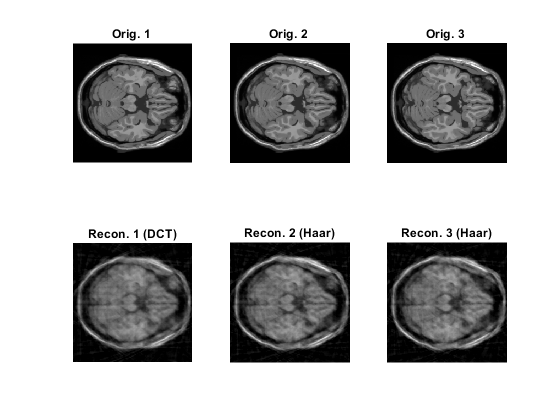 Orig. 1
Orig. 2
Orig. 3
Recon. 1 (DCT)
Recon. 2 (Haar)
Recon. 3 (Haar)